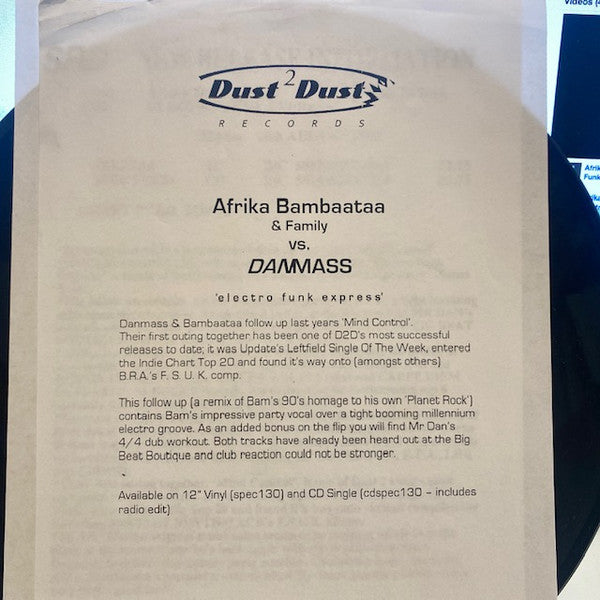 Videos (
Dust 2 Dust
RECORDS
Afrika Bambaataa
& Family
vs.
DANMASS
'electro funk express'
Danmass & Bambaataa follow up last years 'Mind Control'.
Their first outing together has been one of D2D's most successful
releases to date; it was Update's Leftfield Single Of The Week, entered
the Indie Chart Top 20 and found it's way onto (amongst others)
B.R.A.'s F. S. U. K. comp.
This follow up (a remix of Bam's 90's homage to his own 'Planet Rock')
contains Bam's impressive party vocal over a tight booming millennium
electro groove. As an added bonus on the flip you will find Mr Dan's
4/4 dub workout. Both tracks have already been heard out at the Big
Beat Boutique and club reaction could not be stronger.
Available on 12" Vinyl (spec130) and CD Single (cdspec130 – includes
radio edit)
Afrik
Funk